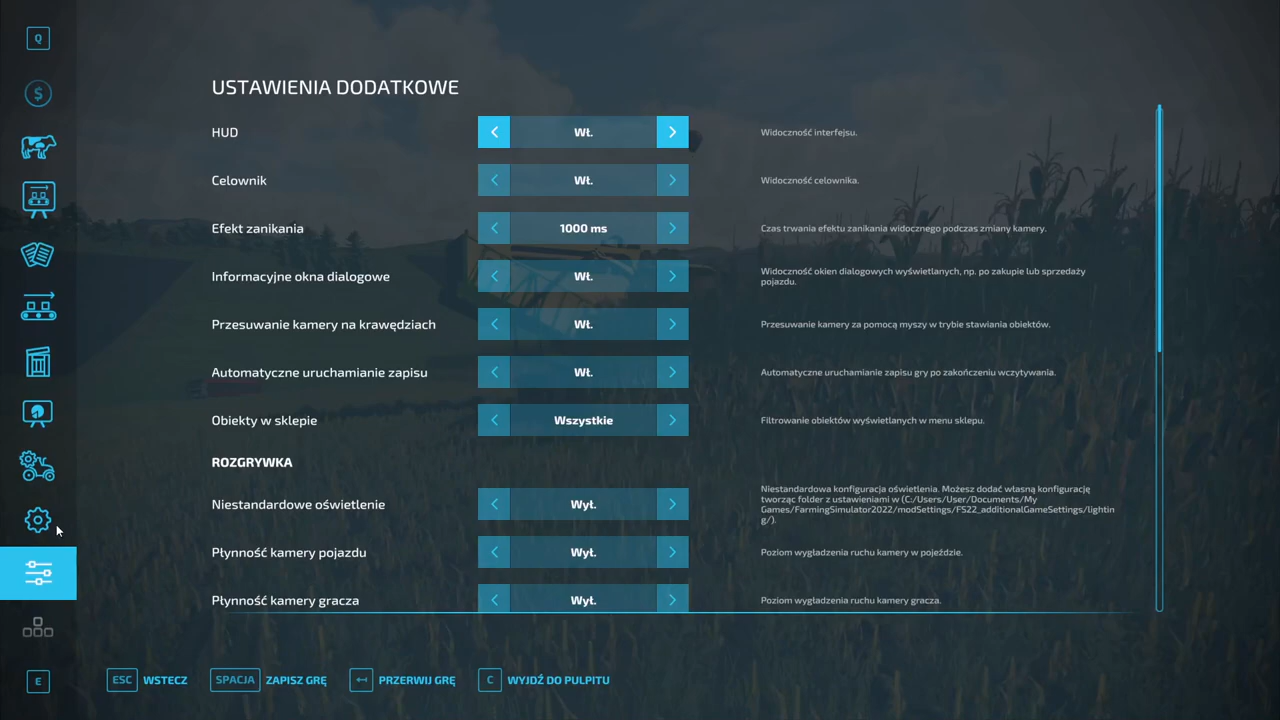 Q
$
USTAWIENIA DODATKOWE
HUD
Wł.
Widoczność interfejsu.
Celownik
Wł.
Widoczność celownika.
Efekt zanikania
1000 ms
Czas trwania efektu zanikania widocznego podczas zmiany kamery.
Informacyjne okna dialogowe
Wł.
Widoczność okien dialogowych wyświetlanych, np. po zakupie lub sprzedaży
pojazdu.
Przesuwanie kamery na krawędziach
Wł.
Przesuwanie kamery za pomocą myszy w trybie stawiania obiektów.
Automatyczne uruchamianie zapisu
Wł.
Automatyczne uruchamianie zapisu gry po zakończeniu wczytywania.
Obiekty w sklepie
Wszystkie
Filtrowanie obiektów wyświetlanych w menu sklepu.
ROZGRYWKA
Niestandardowe oświetlenie
Wył.
Niestandardowa konfiguracja oświetlenia. Możesz dodać własną konfigurację
tworząc folder z ustawieniami w (C:/Users/User/Documents/My
Games/FarmingSimulator2022/modSettings/FS22_additionalGameSettings/lightin
g/).
Płynność kamery pojazdu
Wył.
Poziom wygładzenia ruchu kamery w pojeździe.
Płynność kamery gracza
Wył.
Poziom wygładzenia ruchu kamery gracza.
E
ESC WSTECZ
SPACJA ZAPISZ GRĘ
PRZERWIJ GRĘ
C WYJDŹ DO PULPITU